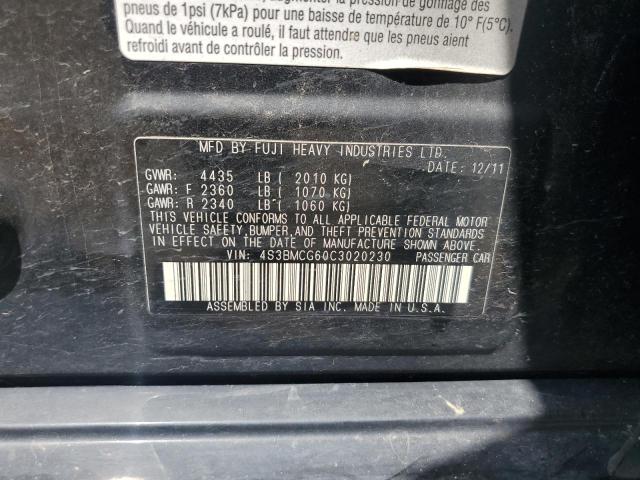 pneus de 1psi (7kPa) pour une baisse de température de 10° F(5°C).
Quand le véhicule a roulé, il faut attendre que les pneus aient
refroidi avant de contrôler la pression.
MFD BY FUJI HEAVY INDUSTRIES LTD.
DATE: 12/11
GVWR: 4435 LB ( 2010 KG)
GAWR: F 2360 LB ( 1070 KG)
GAWR: R 2340 LB ( 1060 KG)
THIS VEHICLE CONFORMS TO ALL APPLICABLE FEDERAL MOTOR
VEHICLE SAFETY, BUMPER, AND THEFT PREVENTION STANDARDS
IN EFFECT ON THE DATE OF MANUFACTURE SHOWN ABOVE.
VIN: 4S3BMCG60C3020230 PASSENGER CAR
ASSEMBLED BY SIA INC. MADE IN U.S.A.